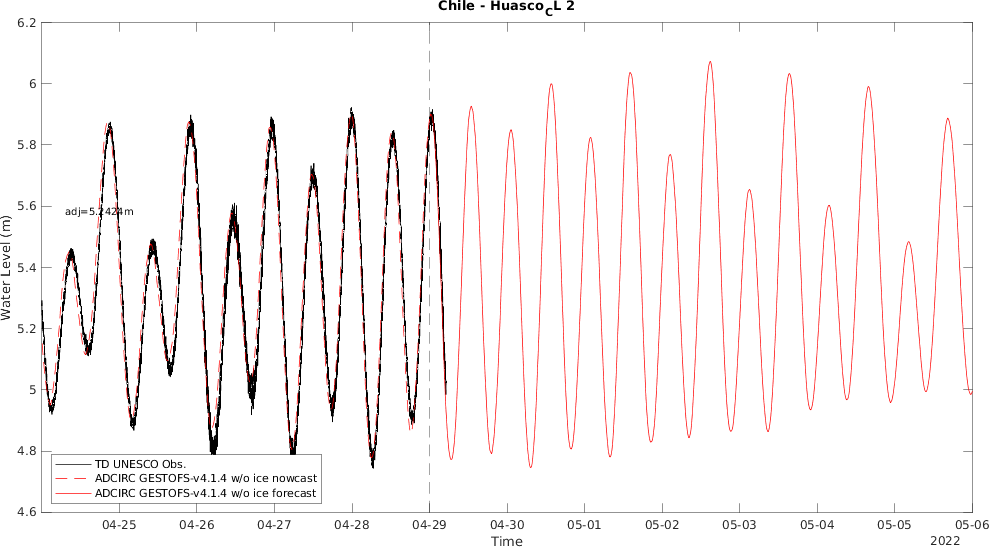 Chile - HuascoCL 2
6.2
6
5.8
5.6
5.4
5.2
5
4.8
4.6
Water Level (m)
adj=5.2424m
TD UNESCO Obs.
ADCIRC GESTOFS-v4.1.4 w/o ice nowcast
ADCIRC GESTOFS-v4.1.4 w/o ice forecast
04-25 04-26 04-27 04-28 04-29 04-30 05-01 05-02 05-03 05-04 05-05 05-06
Time
2022